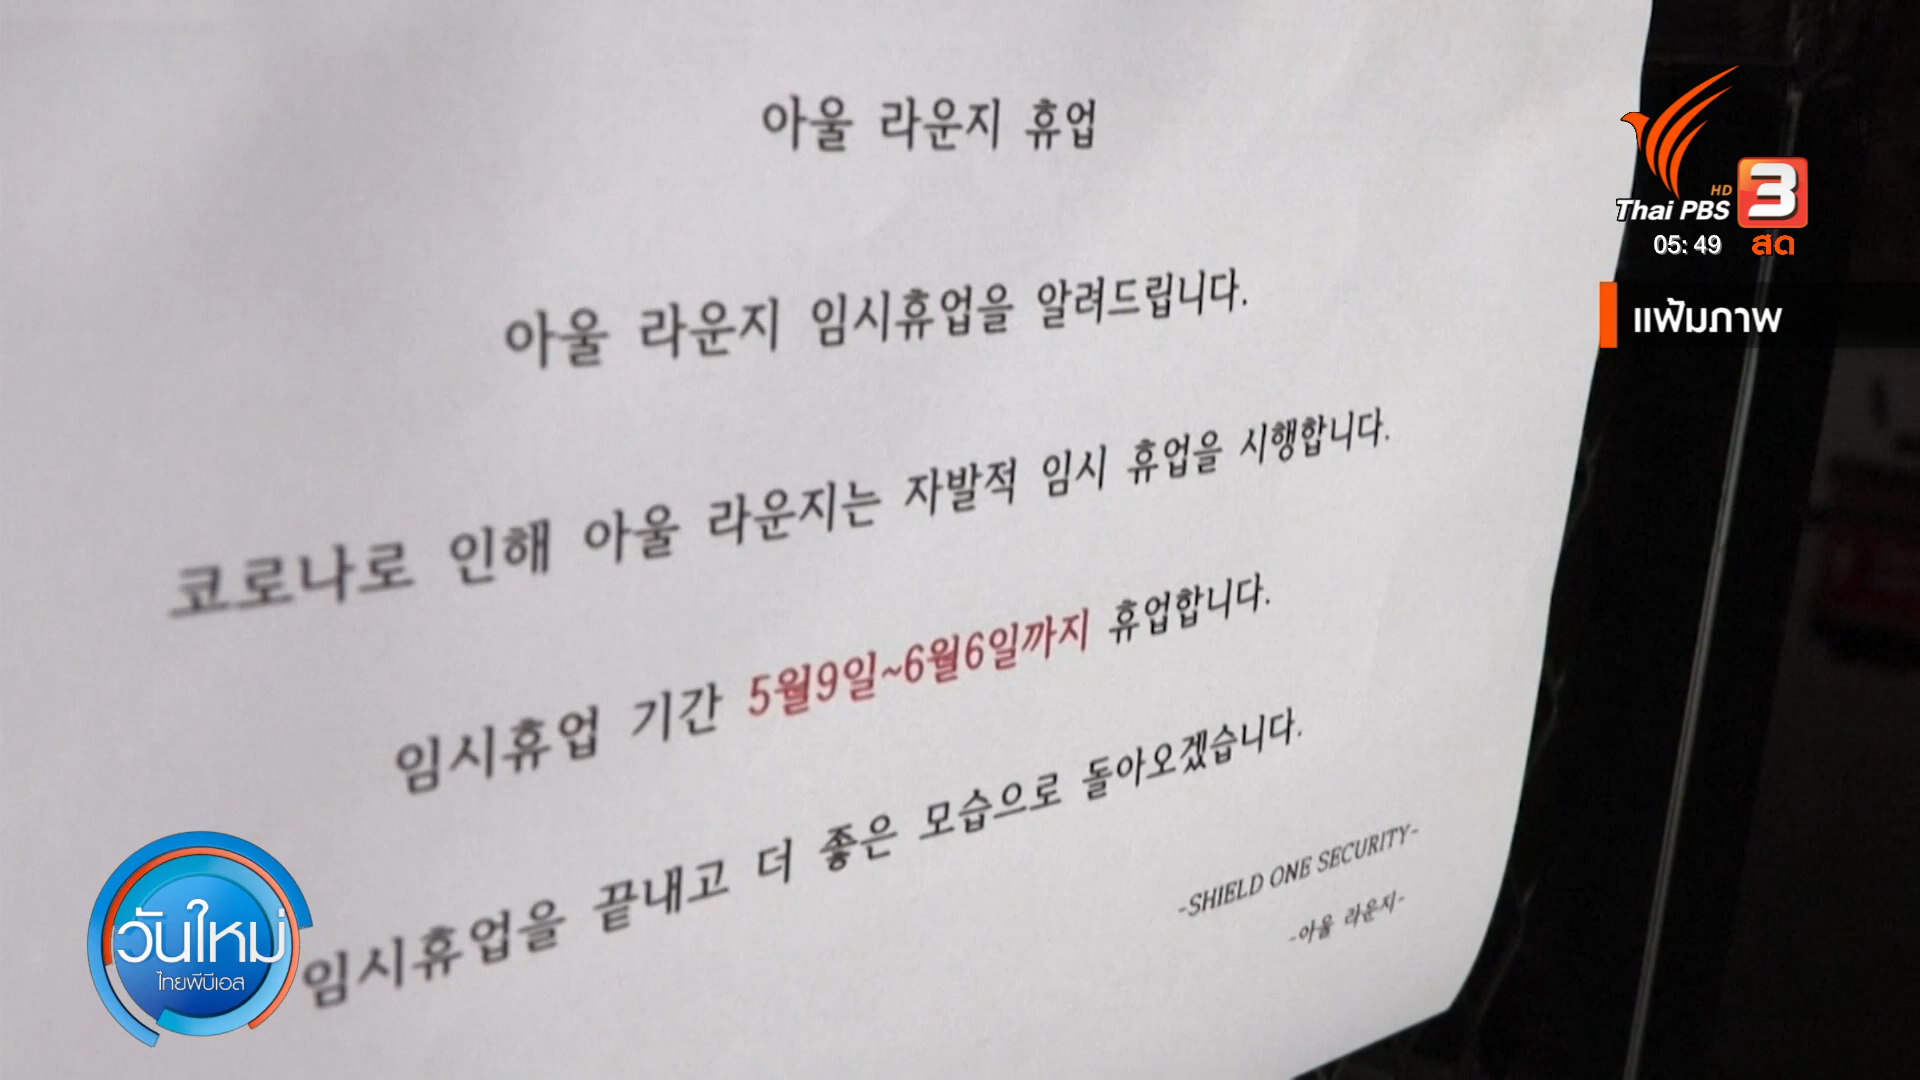 아울 라운지 휴업
아울 라운지 임시휴업을 알려드립니다.
코로나로 인해 아울 라운지는 자발적 임시 휴업을 시행합니다.
임시휴업 기간 5월9일~6월6일까지 휴업합니다.
임시휴업을 끝내고 더 좋은 모습으로 돌아오겠습니다.
-SHIELD ONE SECURITY-
-아울 라운지-
HD
Thai PBS 3
05:49 สด
แฟ้มภาพ
วันใหม่
ไทยพีบีเอส